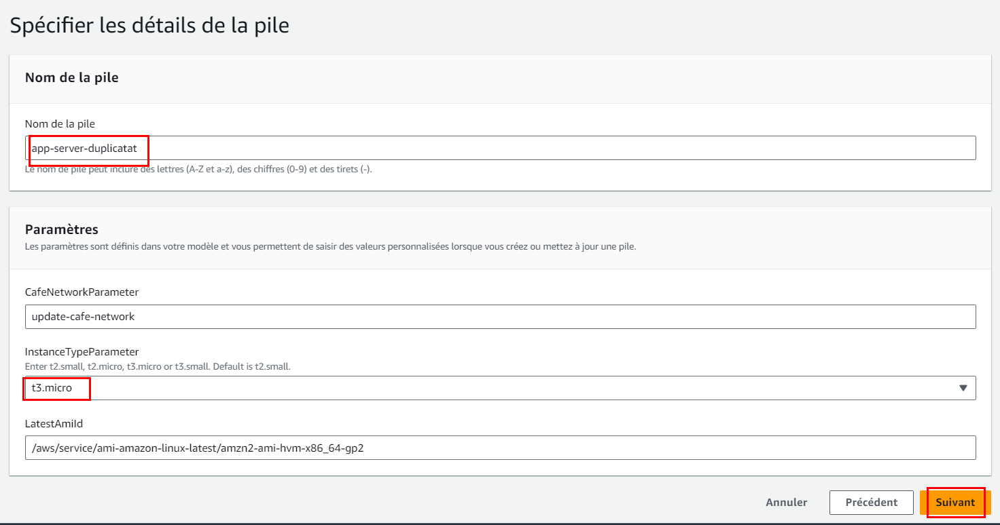 Spécifier les détails de la pile
Nom de la pile
Nom de la pile
app-server-duplicatat
Le nom de pile peut inclure des lettres (A-Z et a-z), des chiffres (0-9) et des tirets (-).
Paramètres
Les paramètres sont définis dans votre modèle et vous permettent de saisir des valeurs personnalisées lorsque vous créez ou mettez à jour une pile.
CafeNetworkParameter
update-cafe-network
InstanceTypeParameter
Enter t2.small, t2.micro, t3.micro or t3.small. Default is t2.small.
t3.micro
LatestAmiId
/aws/service/ami-amazon-linux-latest/amzn2-ami-hvm-x86_64-gp2
Annuler Précédent Suivant